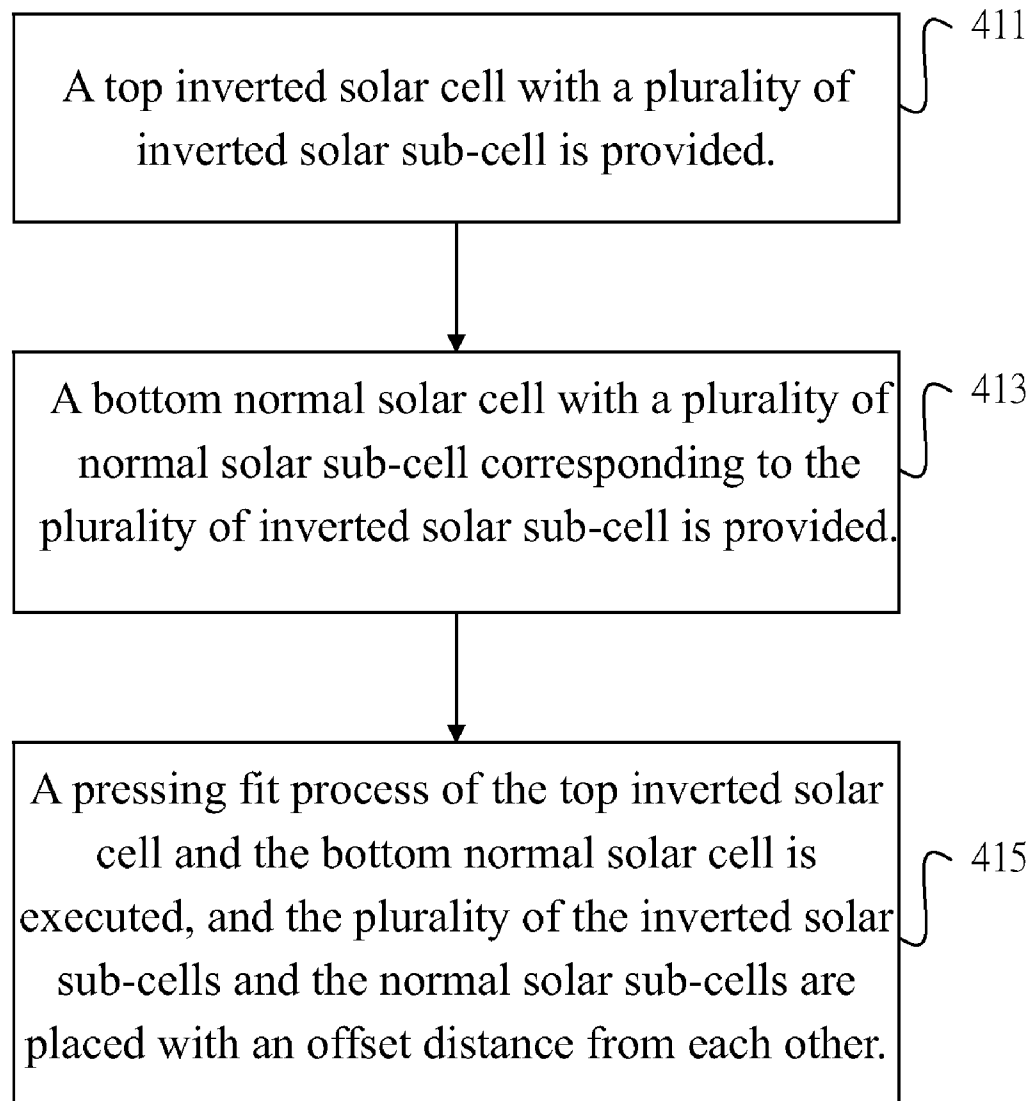 411
A top inverted solar cell with a plurality of
inverted solar sub-cell is provided.
413
A bottom normal solar cell with a plurality of
normal solar sub-cell corresponding to the
plurality of inverted solar sub-cell is provided.
A pressing fit process of the top inverted solar
cell and the bottom normal solar cell is
415
executed, and the plurality of the inverted solar
sub-cells and the normal solar sub-cells are
placed with an offset distance from each other.